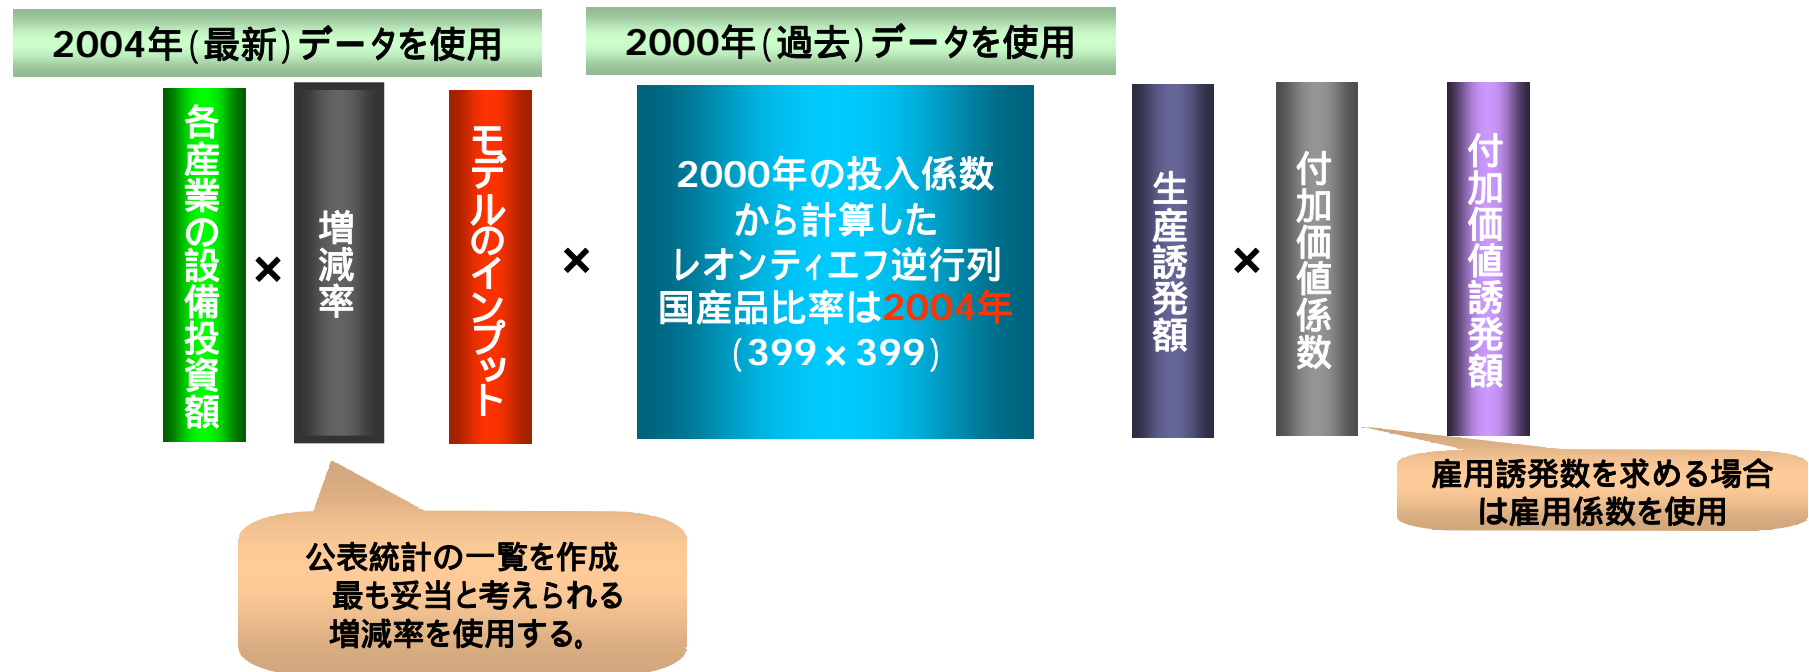 2004年(最新)データを使用
2000年(過去)データを使用
各産業の設備投資額
×
増減率
モデルのインプット
×
2000年の投入係数
から計算した
レオンティエフ逆行列
国産品比率は2004年
(399×399)
生産誘発額
×
付加価値係数
付加価値誘発額
雇用誘発数を求める場合
は雇用係数を使用
公表統計の一覧を作成
最も妥当と考えられる
増減率を使用する。